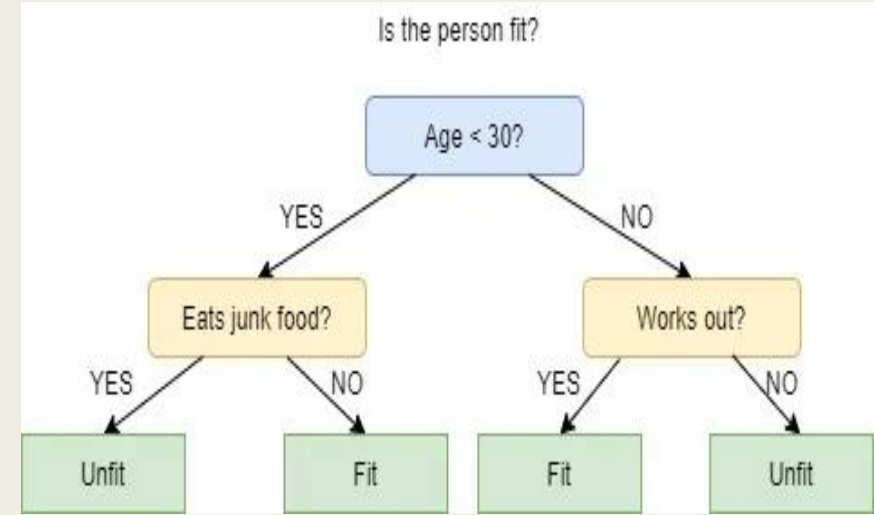 Is the person fit?
Age < 30?
YES
NO
Eats junk food?
Works out?
YES
NO
YES
NO
Unfit
Fit
Fit
Unfit